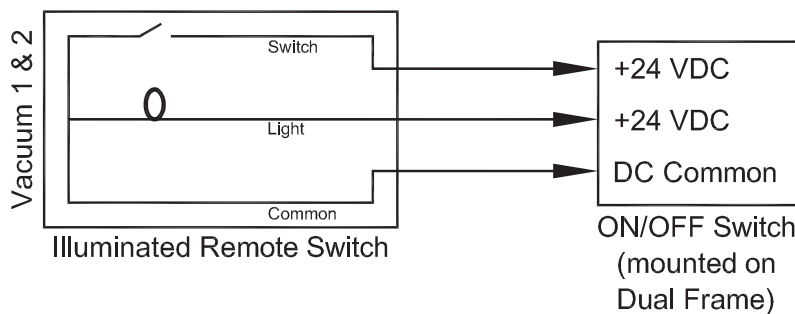 Vacuum 1 & 2
Switch
Light
Common
Illuminated Remote Switch
+24 VDC
+24 VDC
DC Common
ON/OFF Switch
(mounted on
Dual Frame)